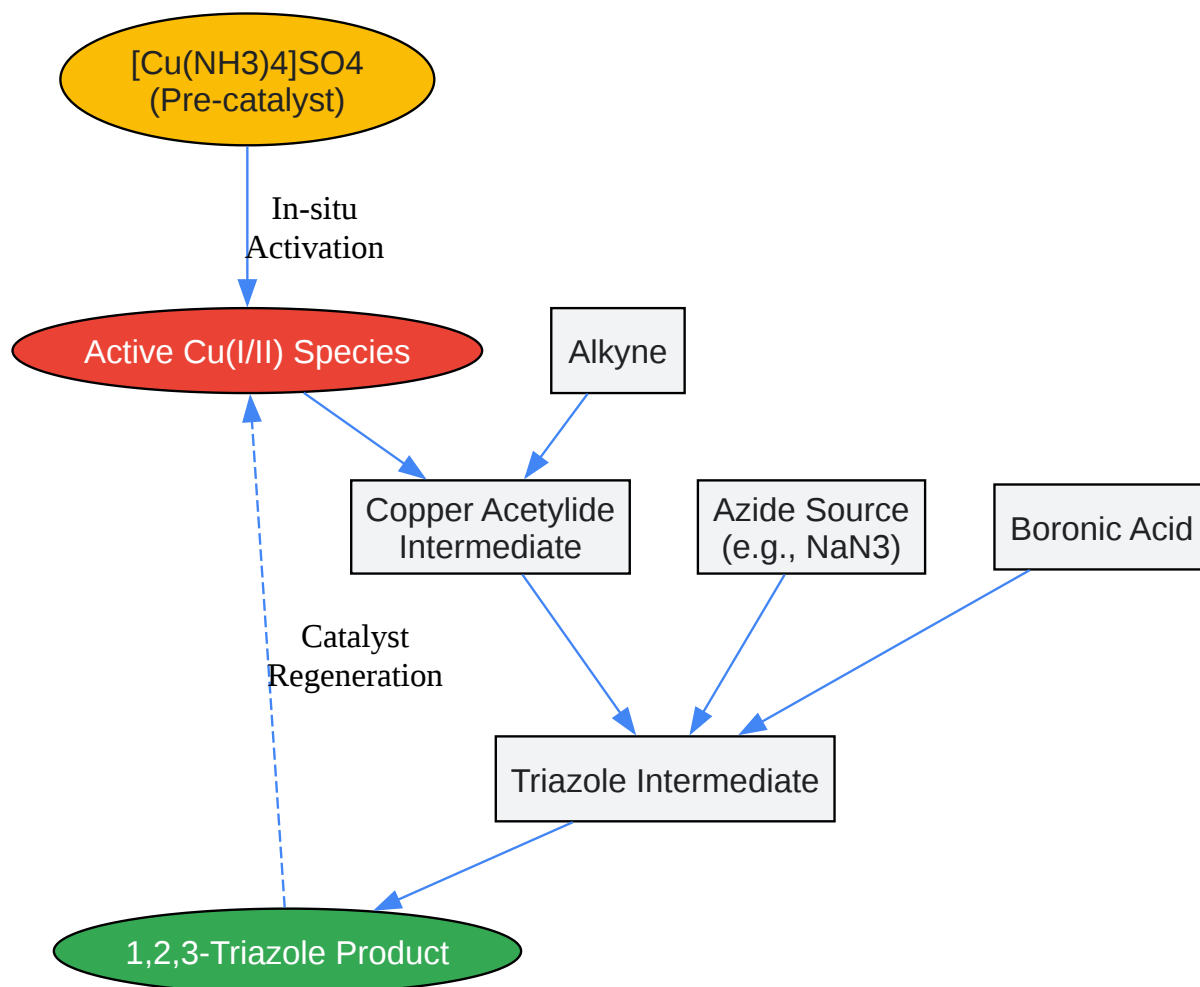 [Cu(NH3)4]SO4
(Pre-catalyst)
In-situ
Activation
Active Cu(I/II) Species
Alkyne
Copper Acetylide
Intermediate
Azide Source
(e.g., NaN3)
Boronic Acid
Catalyst
Regeneration
Triazole Intermediate
1,2,3-Triazole Product